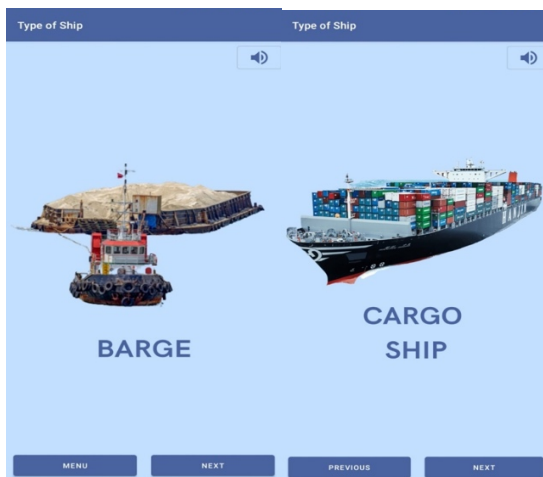 Type of Ship
BARGE
MENU
NEXT
Type of Ship
CARGO
SHIP
PREVIOUS
NEXT